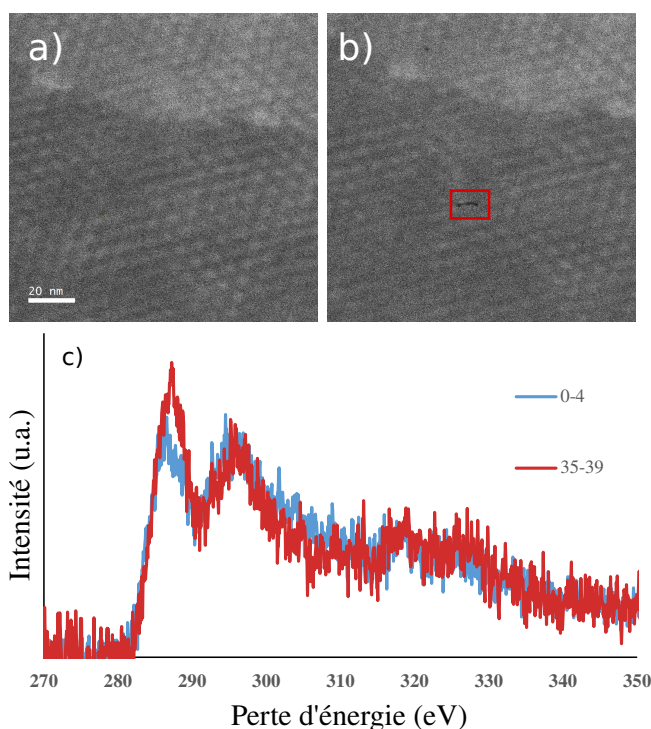 a)
b)
20 nm
c)
0-4
35-39
Intensité (u.a.)
270 280 290 300 310 320 330 340 350
Perte d'énergie (eV)